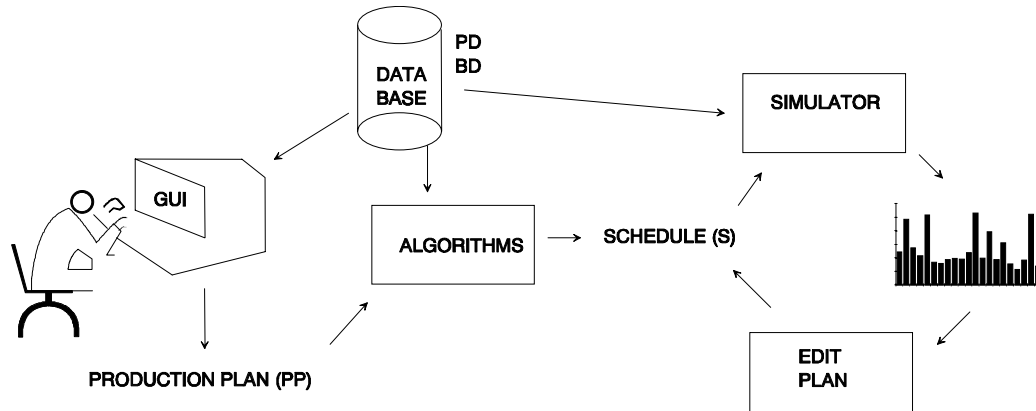 PD
BD
DATA
BASE
SIMULATOR
GUI
ALGORITHMS
SCHEDULE (S)
EDIT
PLAN
PRODUCTION PLAN (PP)